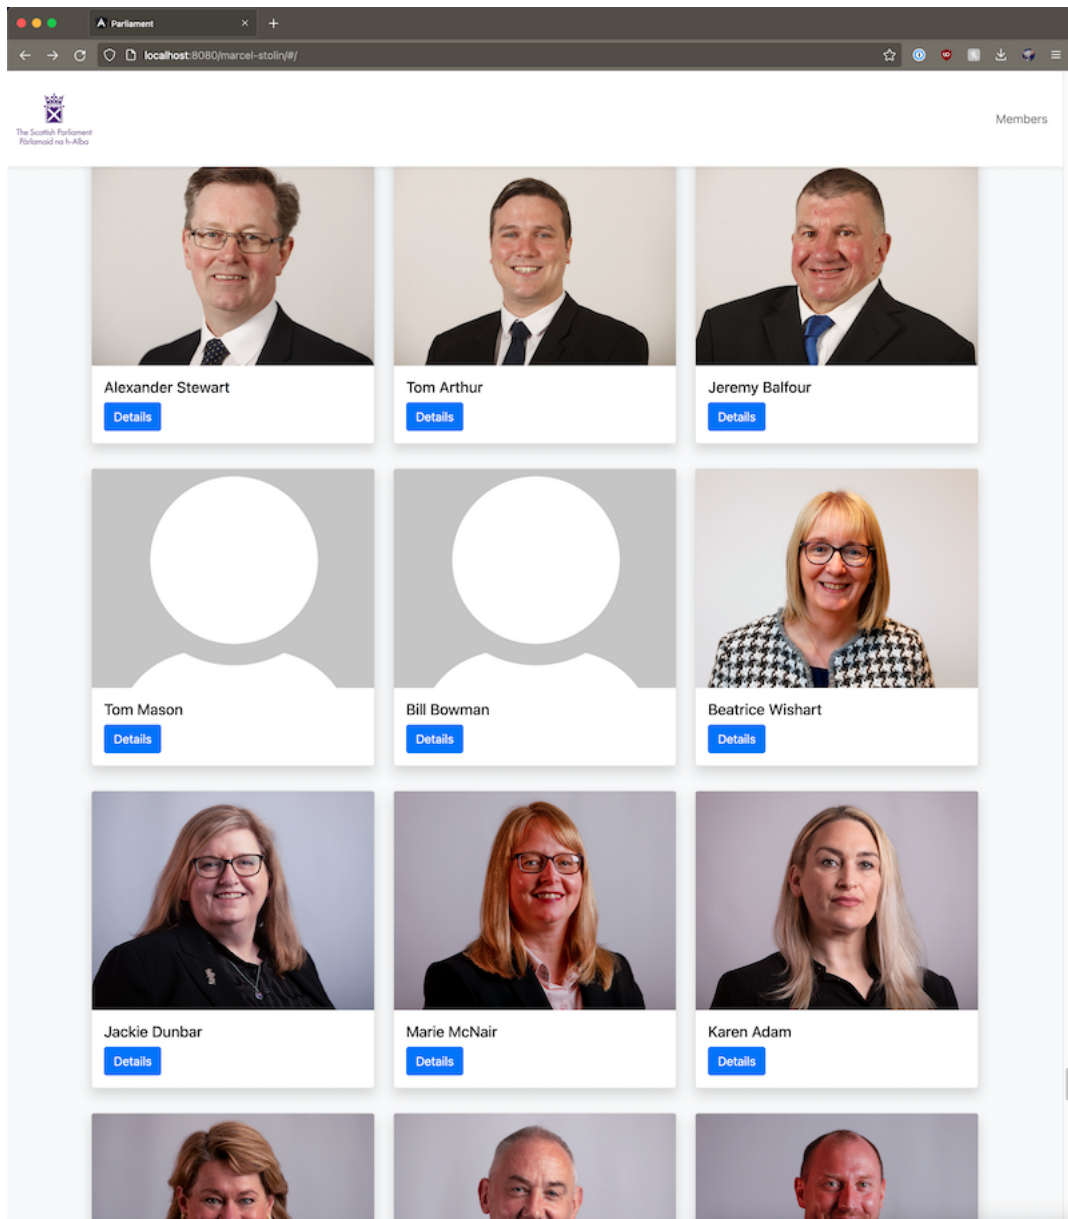 Parliament
localhost:8080/marcel-stolin/#/
The Scottish Parliament
Pàrlamaid na h-Alba
Members
Alexander Stewart
Tom Arthur
Jeremy Balfour
Details
Details
Details
Tom Mason
Bill Bowman
Beatrice Wishart
Details
Details
Details
Jackie Dunbar
Marie McNair
Karen Adam
Details
Details
Details